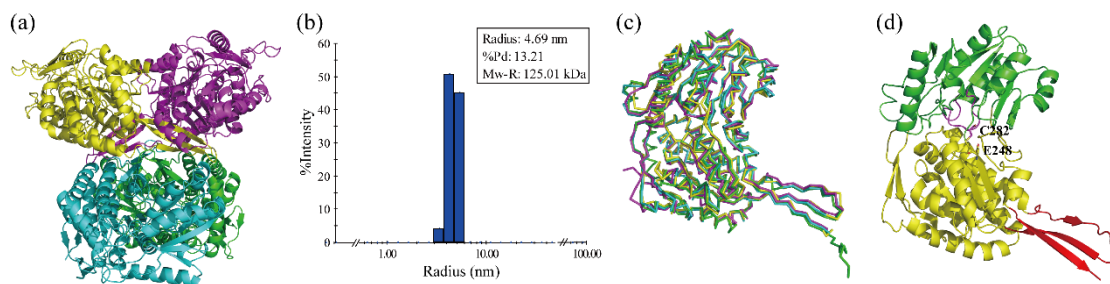 (a)
(b)
(c)
(d)
Radius: 4.69 nm
%Pd: 13.21
Mw-R: 125.01 kDa
60
50
40
30
20
10
0
%Intensity
1.00
10.00
100.00
Radius (nm)
C282
E248